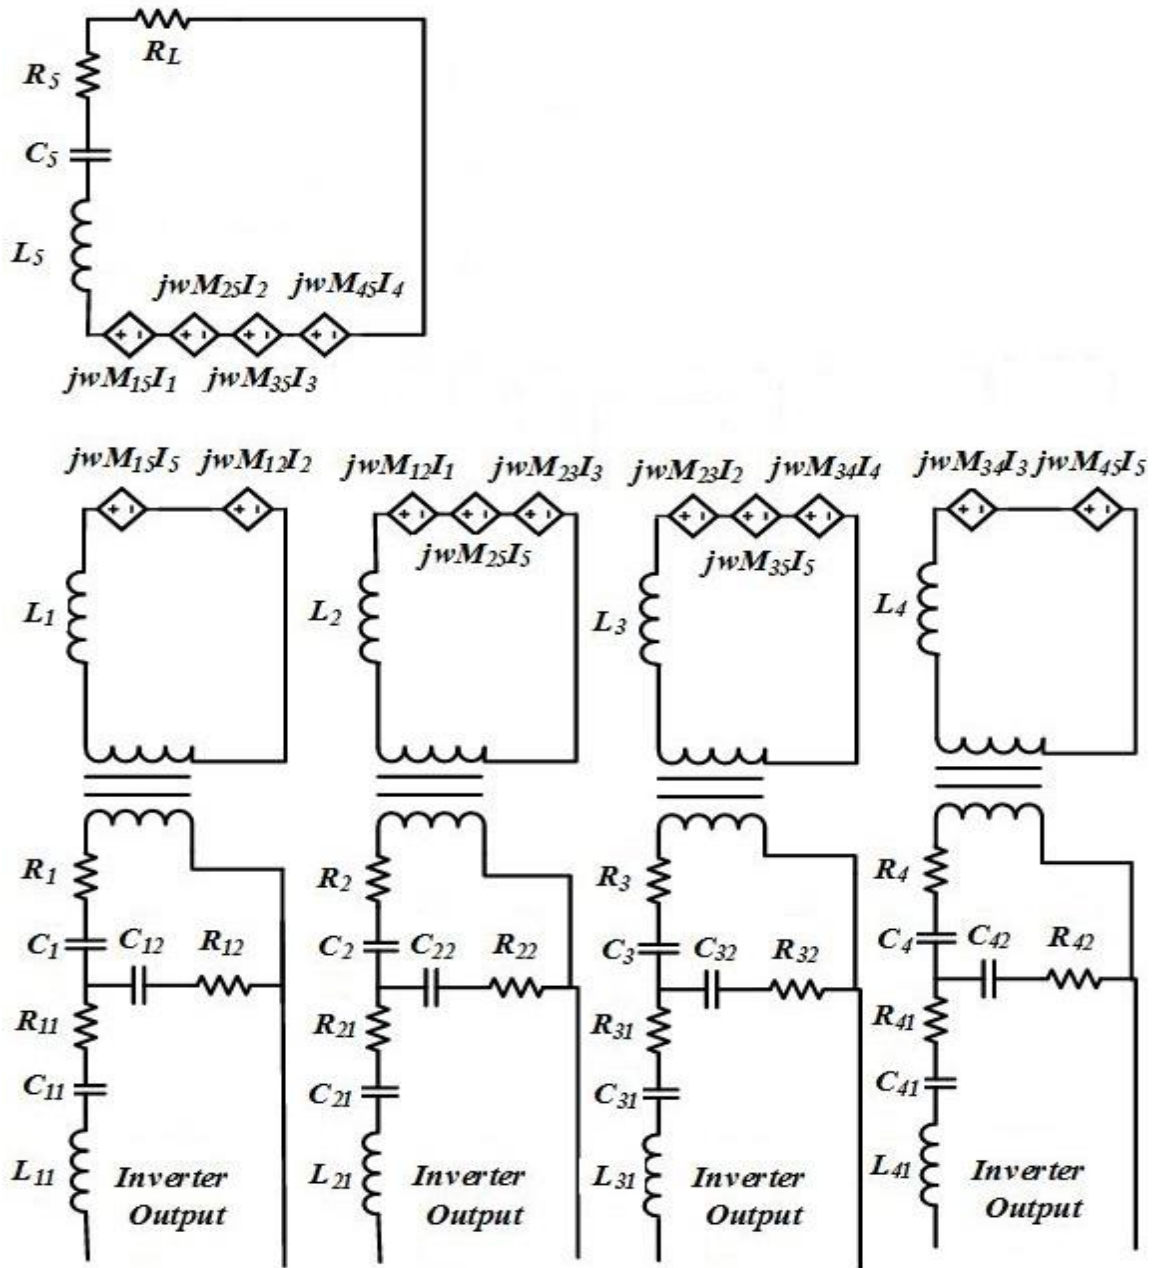 RL
R5
C5
L5
jwM25I2 jwM45I4
jwM15I1 jwM35I3
jwM15I5 jwM12I2 jwM12I1 jwM23I3 jwM23I2 jwM34I4 jwM34I3 jwM45I5
jwM25I5 jwM35I5
L1 L2 L3 L4
R1 R2 R3 R4
C1 C12 R12 C2 C22 R22 C3 C32 R32 C4 C42 R42
R11 R21 R31 R41
C11 C21 C31 C41
L11 Inverter L21 Inverter L31 Inverter L41 Inverter
Output Output Output Output